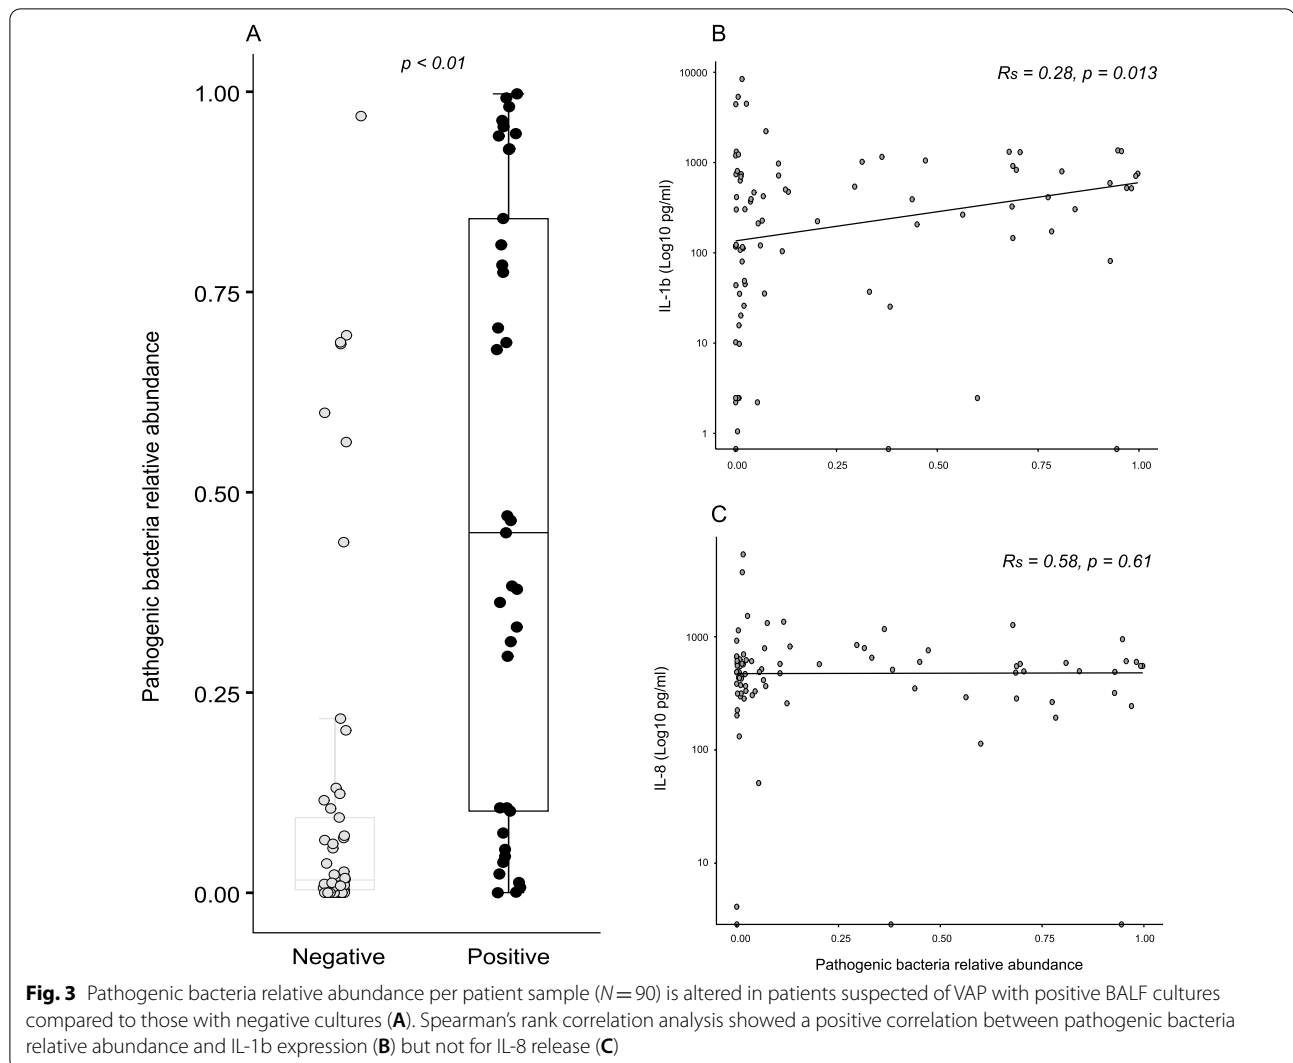 A
p < 0.01
1.00
0.75
0.50
0.25
0.00
Pathogenic bacteria relative abundance
Negative
Positive
B
Rs = 0.28, p = 0.013
10000
1000
100
10
1
IL-1b (Log10 pg/ml)
0.00
0.25
0.50
0.75
1.00
C
Rs = 0.58, p = 0.61
1000
100
10
IL-8 (Log10 pg/ml)
0.00
0.25
0.50
0.75
1.00
Pathogenic bacteria relative abundance
Fig. 3 Pathogenic bacteria relative abundance per patient sample (N = 90) is altered in patients suspected of VAP with positive BALF cultures
compared to those with negative cultures (A). Spearman's rank correlation analysis showed a positive correlation between pathogenic bacteria
relative abundance and IL-1b expression (B) but not for IL-8 release (C)